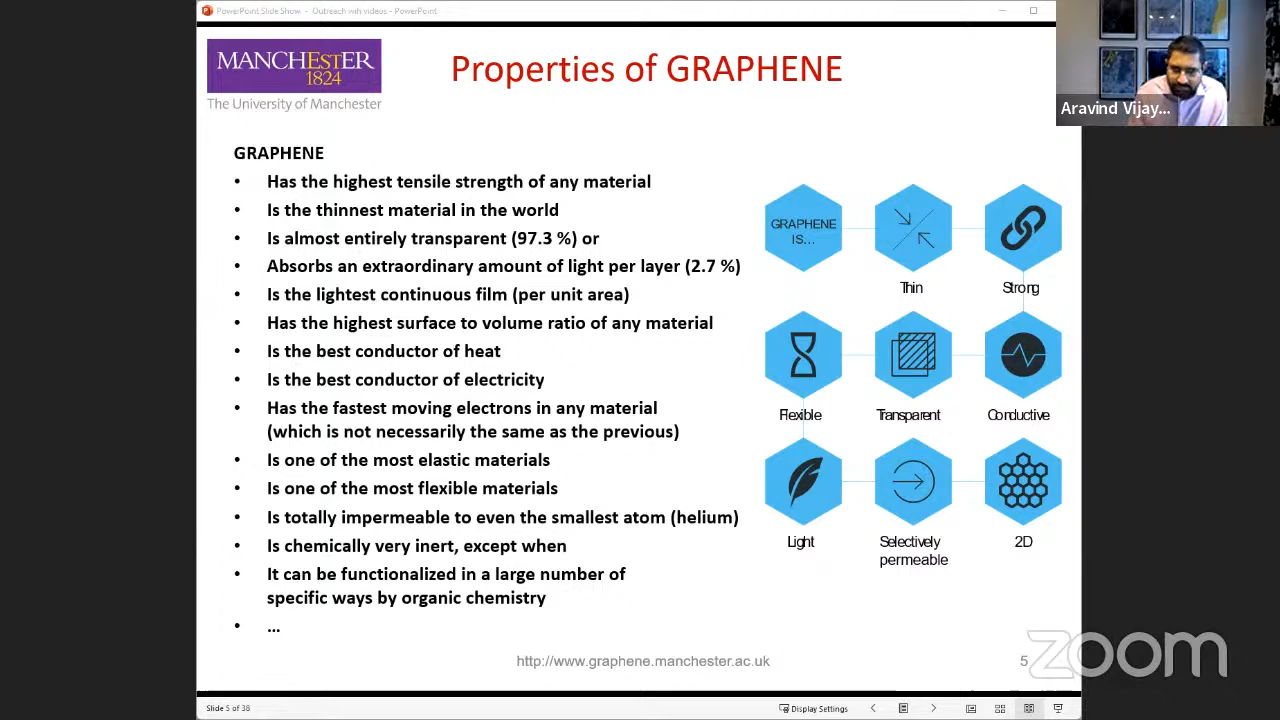 PowerPoint Slide Show - Outreach with videos - PowerPoint
MANCHESTER
1824
The University of Manchester
Properties of GRAPHENE
Aravind Vijay...
GRAPHENE
• Has the highest tensile strength of any material
• Is the thinnest material in the world
• Is almost entirely transparent (97.3 %) or
• Absorbs an extraordinary amount of light per layer (2.7 %)
• Is the lightest continuous film (per unit area)
• Has the highest surface to volume ratio of any material
• Is the best conductor of heat
• Is the best conductor of electricity
• Has the fastest moving electrons in any material
(which is not necessarily the same as the previous)
• Is one of the most elastic materials
• Is one of the most flexible materials
• Is totally impermeable to even the smallest atom (helium)
• Is chemically very inert, except when
• It can be functionalized in a large number of
specific ways by organic chemistry
• ...
GRAPHENE
IS...
Thin
Strong
Flexible
Transparent
Conductive
Light
Selectively
permeable
2D
http://www.graphene.manchester.ac.uk
5
zoom
Slide 5 of 38
Display Settings